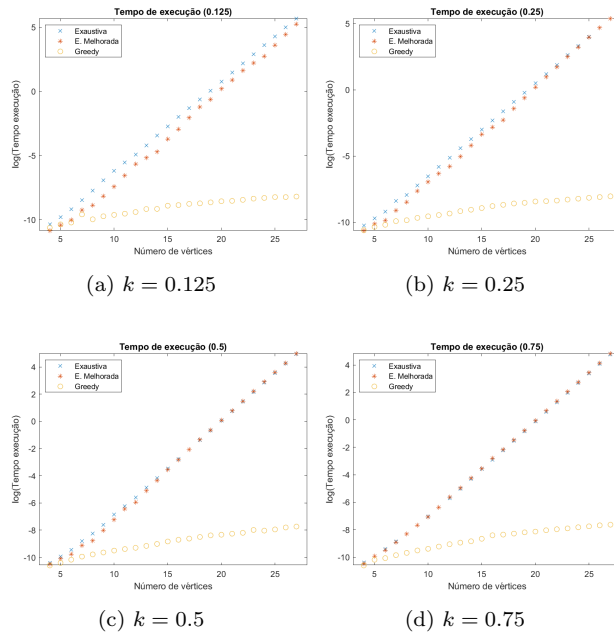 Tempo de execução (0.125)
Exaustiva
E. Melhorada
Greedy
log(Tempo execução)
5
0
-5
-10
5 10 15 20 25
Número de vèrtices
(a) k = 0.125
Tempo de execução (0.25)
Exaustiva
E. Melhorada
Greedy
log(Tempo execução)
5
0
-5
-10
5 10 15 20 25
Número de vèrtices
(b) k = 0.25
Tempo de execução (0.5)
Exaustiva
E. Melhorada
Greedy
log(Tempo execução)
4
2
0
-2
-4
-6
-8
-10
5 10 15 20 25
Número de vèrtices
(c) k = 0.5
Tempo de execução (0.75)
Exaustiva
E. Melhorada
Greedy
log(Tempo execução)
4
2
0
-2
-4
-6
-8
-10
5 10 15 20 25
Número de vèrtices
(d) k = 0.75